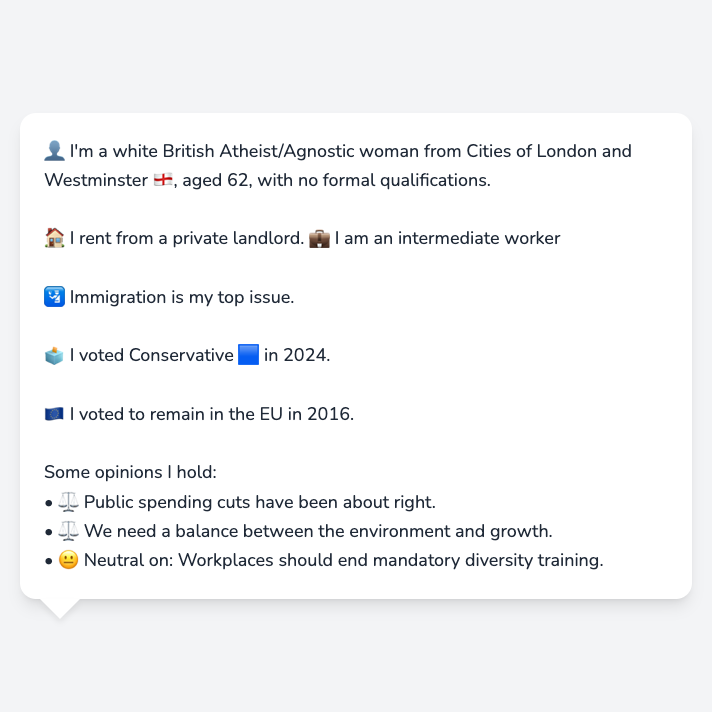 👤 I'm a white British Atheist/Agnostic woman from Cities of London and
Westminster 🏴󠁧󠁢󠁥󠁮󠁧󠁿, aged 62, with no formal qualifications.
🏠 I rent from a private landlord. 💼 I am an intermediate worker
🛂 Immigration is my top issue.
🗳️ I voted Conservative 🟦 in 2024.
🇪🇺 I voted to remain in the EU in 2016.
Some opinions I hold:
• ⚖️ Public spending cuts have been about right.
• ⚖️ We need a balance between the environment and growth.
• 😐 Neutral on: Workplaces should end mandatory diversity training.